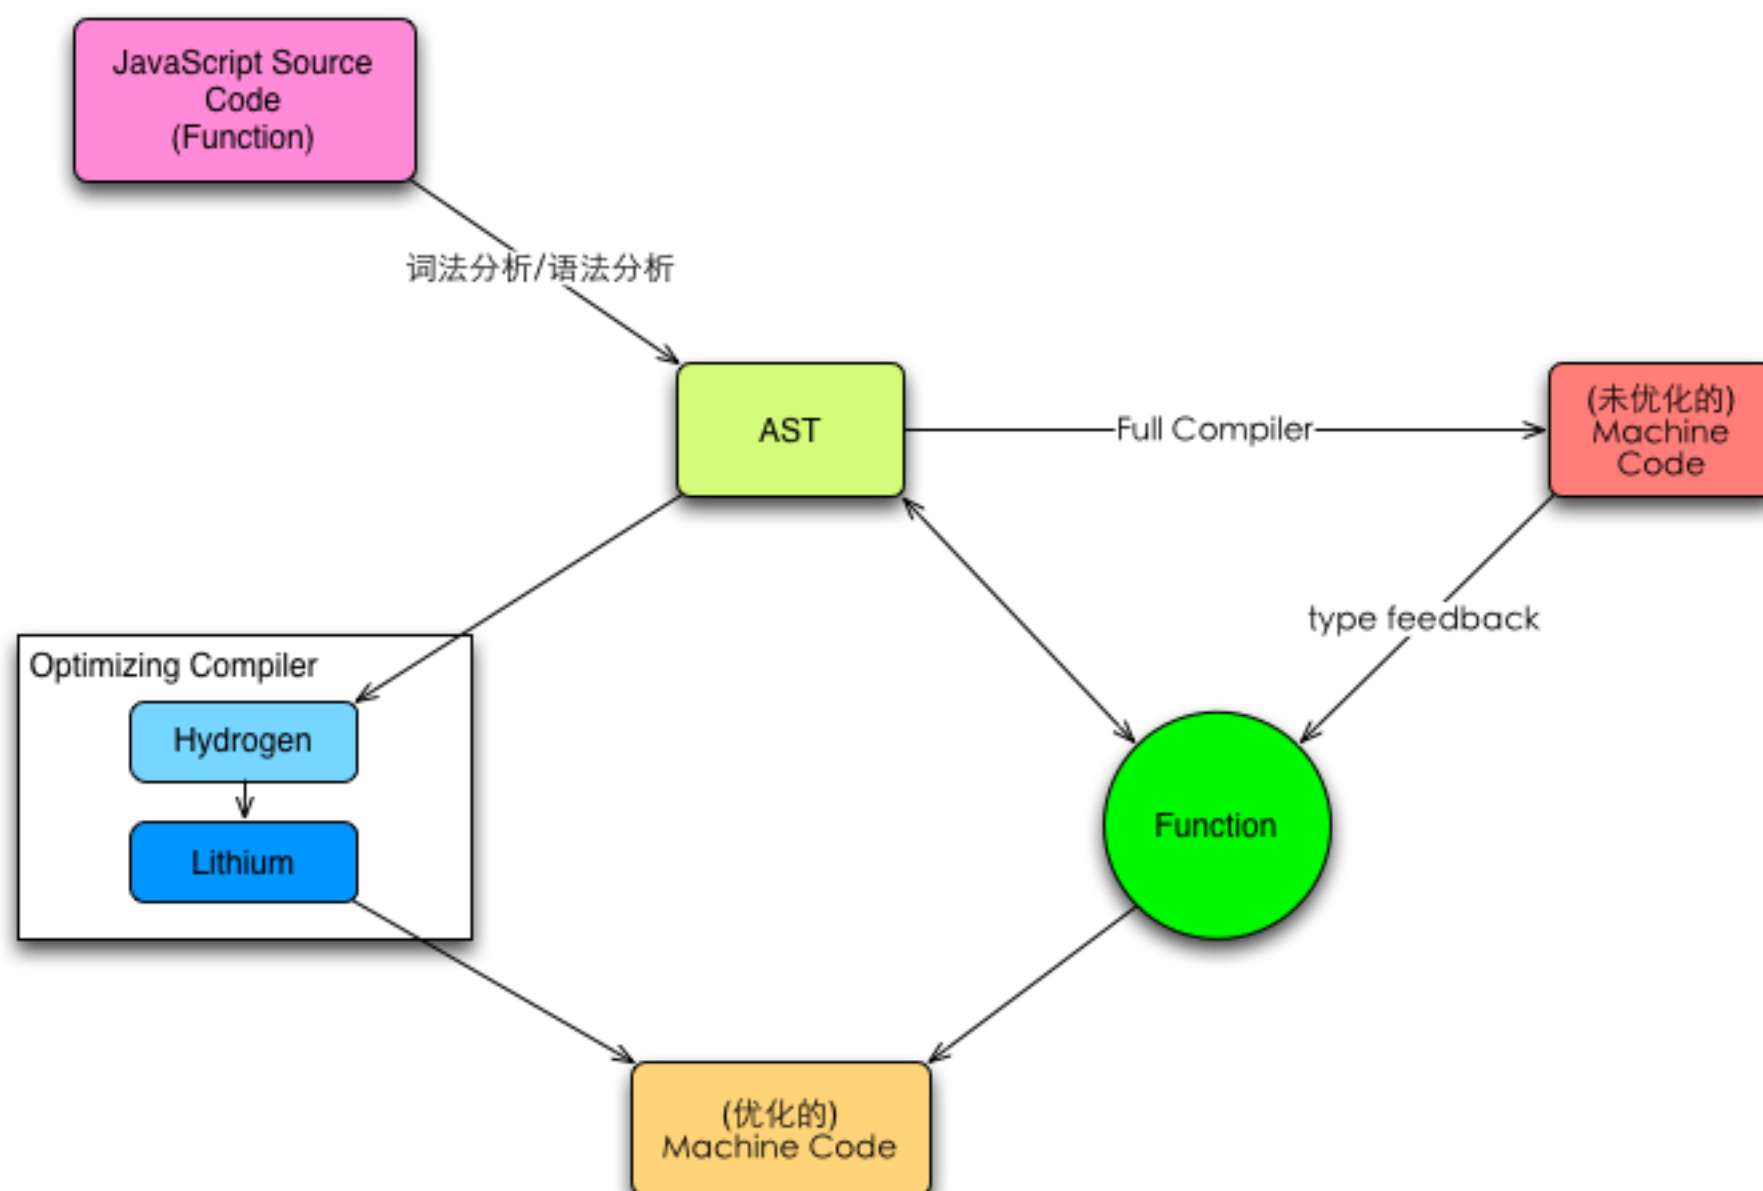 JavaScript Source
Code
(Function)
词法分析/语法分析
AST
Full Compiler
(未优化的)
Machine
Code
type feedback
Optimizing Compiler
Hydrogen
Lithium
Function
(优化的)
Machine Code